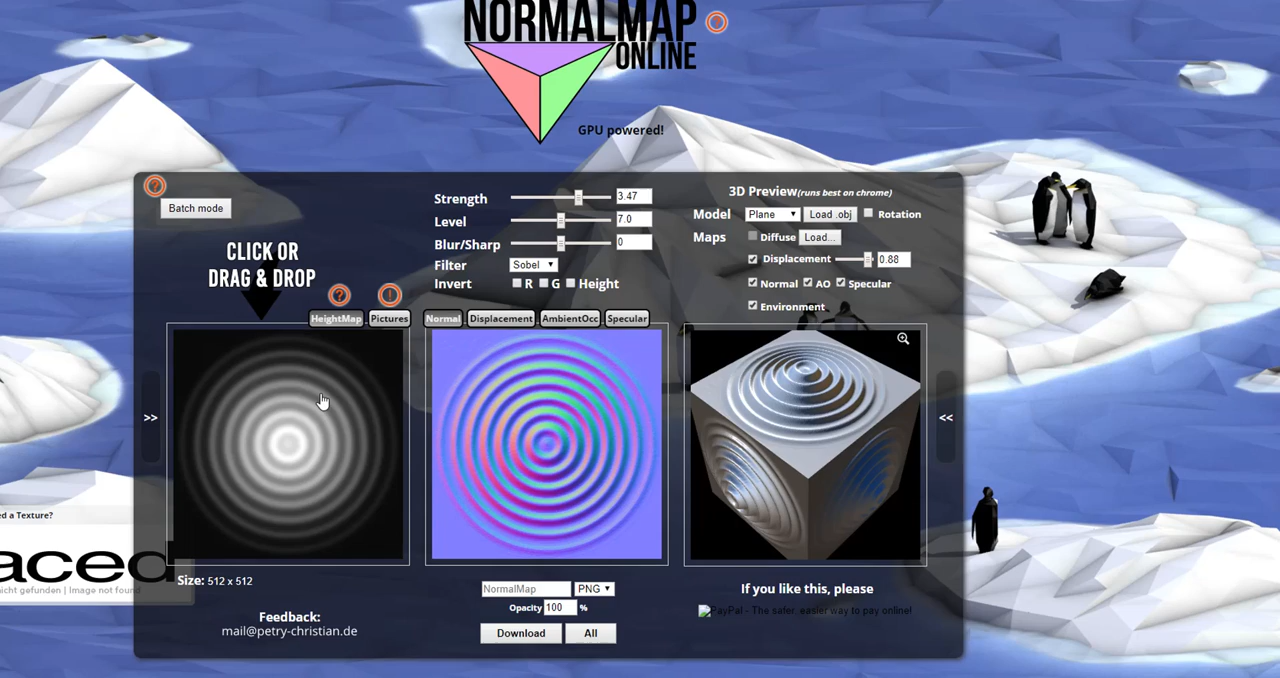 NORMALMAP
ONLINE
GPU powered!
Batch mode
CLICK OR
DRAG & DROP
HeightMap
Pictures
Strength 3.47
Level 7.0
Blur/Sharp 0
Filter Sobel
Invert R G Height
Normal
Displacement
AmbientOcc
Specular
3D Preview(runs best on chrome)
Model Plane Load .obj Rotation
Maps Diffuse Load...
Displacement 0.88
Normal AO Specular
Environment
>>
<<
ed a Texture?
aced
nicht gefunden | Image not found
Size: 512 x 512
Feedback:
mail@petry-christian.de
NormalMap PNG
Opacity 100 %
Download All
If you like this, please
PayPal - The safer, easier way to pay online!